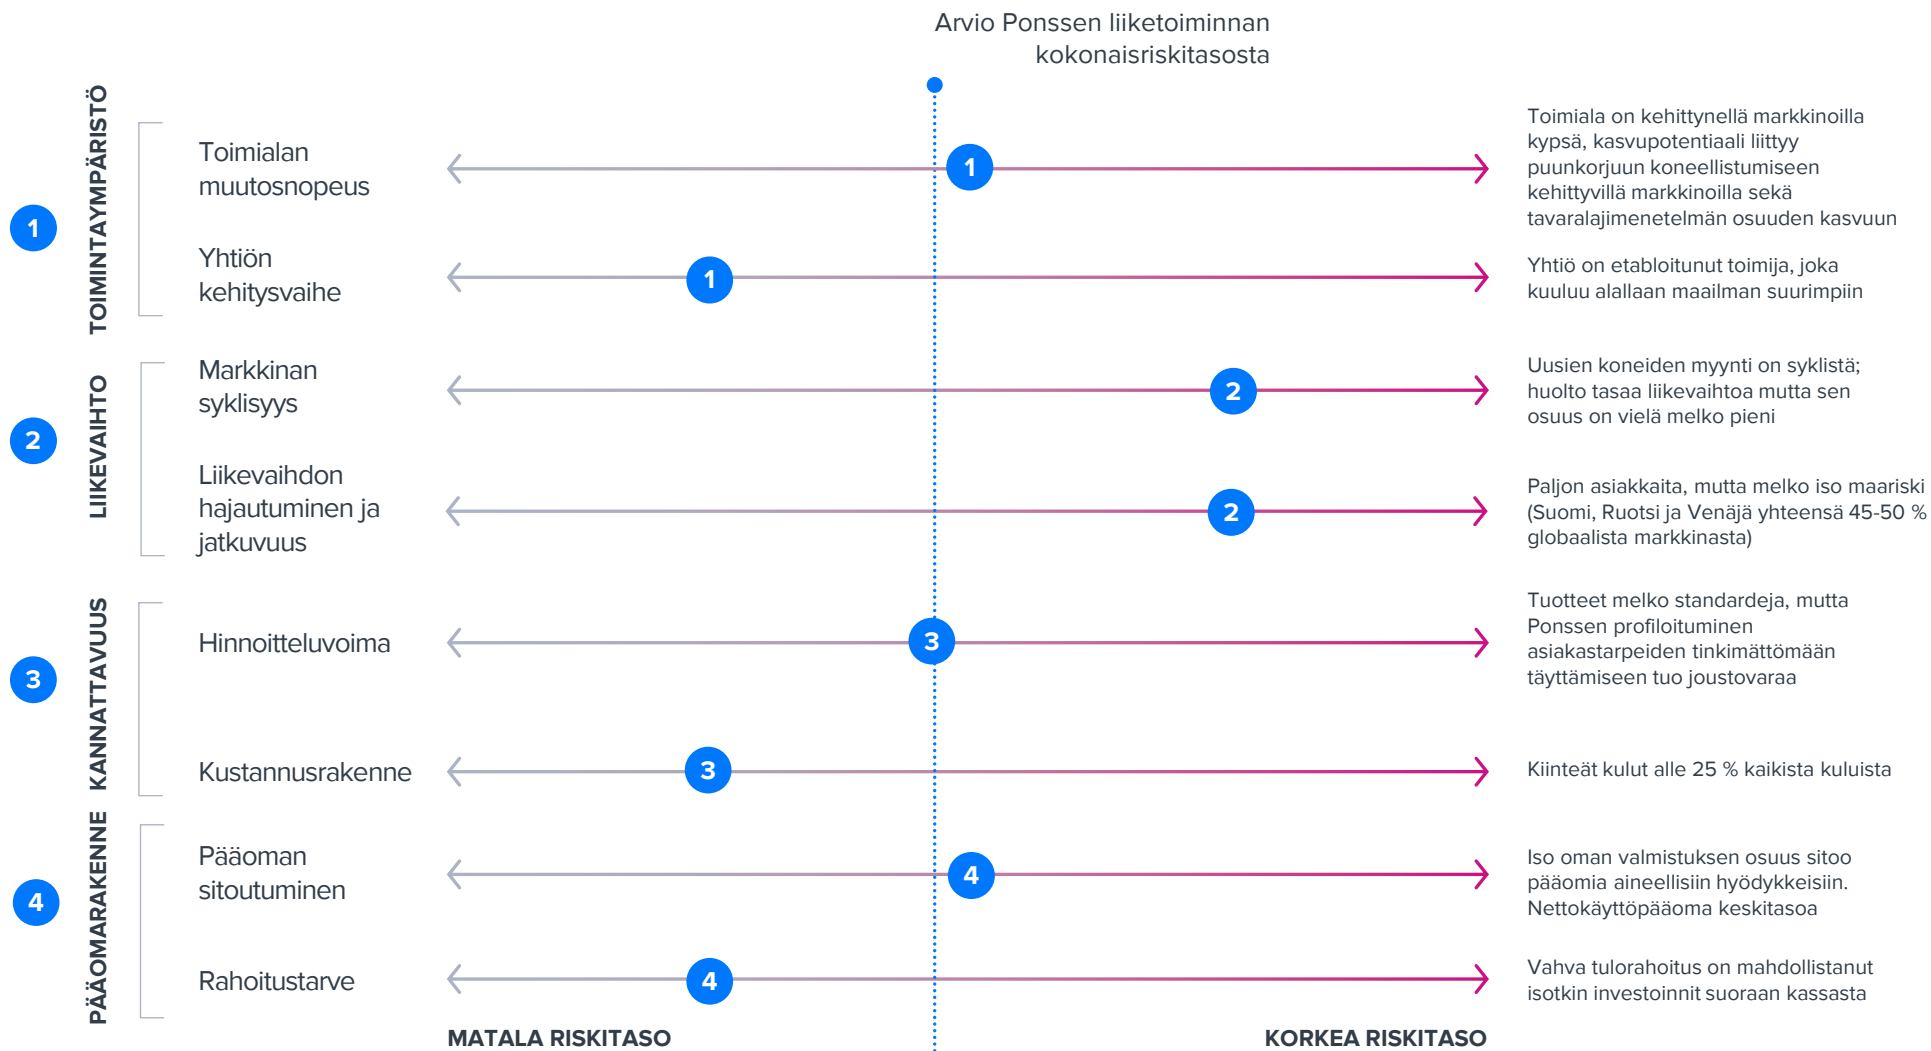 Arvio Ponssen liiketoiminnan
kokonaisriskitasosta
1
TOIMINTAYMPÄRISTÖ
Toimialan
muutosnopeus
1
Toimiala on kehittynellä markkinoilla
kypsä, kasvupotentiaali liittyy
puunkorjuun koneellistumiseen
kehittyvillä markkinoilla sekä
tavaralajimenetelmän osuuden kasvuun
Yhtiön
kehitysvaihe
1
Yhtiö on etabloitunut toimija, joka
kuuluu alallaan maailman suurimpiin
2
LIIKEVAIHTO
Markkinan
syklisyys
2
Uusien koneiden myynti on syklistä;
huolto tasaa liikevaihtoa mutta sen
osuus on vielä melko pieni
Liikevaihdon
hajautuminen ja
jatkuvuus
2
Paljon asiakkaita, mutta melko iso maariski
(Suomi, Ruotsi ja Venäjä yhteensä 45-50 %
globaalista markkinasta)
3
KANNATTAVUUS
Hinnoitteluvoima
3
Tuotteet melko standardeja, mutta
Ponssen profiloituminen
asiakastarpeiden tinkimättömään
täyttämiseen tuo joustovaraa
Kustannusrakenne
3
Kiinteät kulut alle 25 % kaikista kuluista
4
PÄÄOMARAKENNE
Pääoman
sitoutuminen
4
Iso oman valmistuksen osuus sitoo
pääomia aineellisiin hyödykkeisiin.
Nettokäyttöpääoma keskitasoa
Rahoitustarve
4
Vahva tulorahoitus on mahdollistanut
isotkin investoinnit suoraan kassasta
MATALA RISKITASO
KORKEA RISKITASO